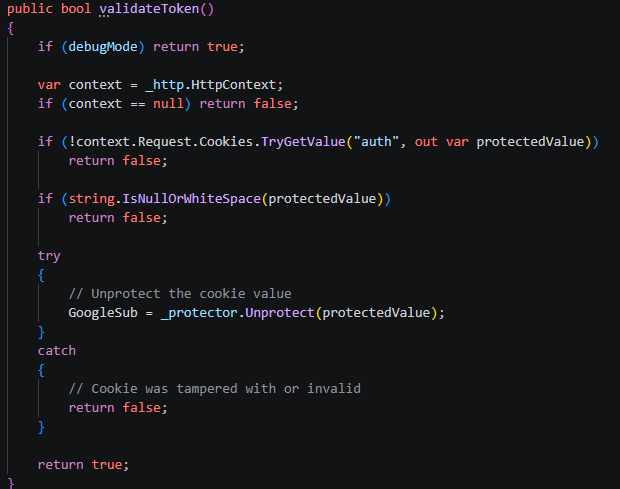 public bool validateToken()
{
if (debugMode) return true;
var context = _http.HttpContext;
if (context == null) return false;
if (!context.Request.Cookies.TryGetValue("auth", out var protectedValue))
return false;
if (string.IsNullOrWhiteSpace(protectedValue))
return false;
try
{
// Unprotect the cookie value
GoogleSub = _protector.Unprotect(protectedValue);
}
catch
{
// Cookie was tampered with or invalid
return false;
}
return true;
}